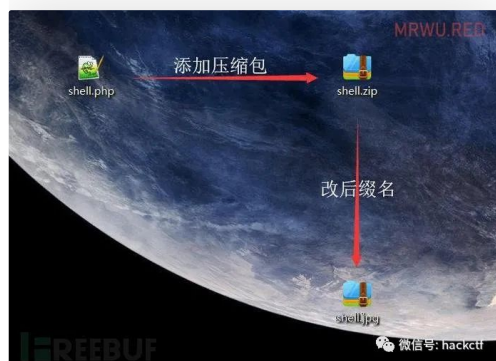 MRWU.RED
shell.php
添加压缩包
shell.zip
改后缀名
shell.jpg
FREEBUF
微信号: hackctf